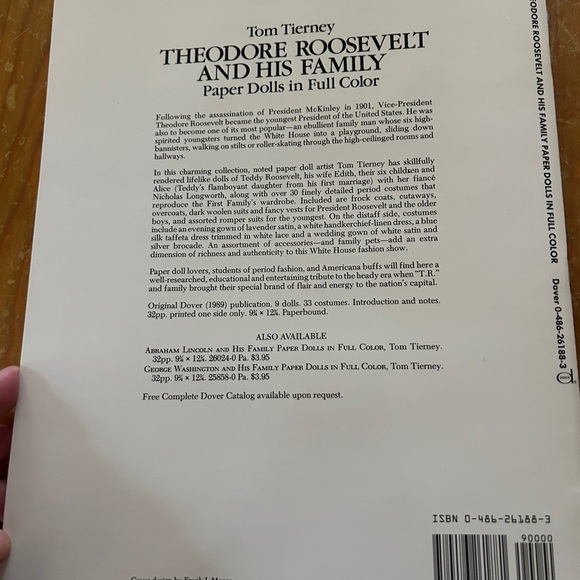 Tom Tierney
THEODORE ROOSEVELT
AND HIS FAMILY
Paper Dolls in Full Color
Following the assassination of President McKinley in 1901, Vice-President
Theodore Roosevelt became the youngest President of the United States. He was
also to become one of its most popular—an ebullient family man whose six high-
spirited youngsters turned the White House into a playground, sliding down
bannisters, walking on stilts or roller-skating through the high-ceilinged rooms and
hallways.
In this charming collection, noted paper doll artist Tom Tierney has skillfully
rendered lifelike dolls of Teddy Roosevelt, his wife Edith, their six children and
Alice (Teddy's flamboyant daughter from his first marriage) with her fiancé
Nicholas Longworth, along with over 30 finely detailed period costumes that
reproduce the First Family's wardrobe. Included are frock coats, cutaways,
overcoats, dark woolen suits and fancy vests for President Roosevelt and the older
boys, and assorted romper suits for the youngest. On the distaff side, costumes
include an evening gown of lavender satin, a white handkerchief-linen dress, a blue
silk taffeta dress trimmed in white lace and a wedding gown of white satin and
silver brocade. An assortment of accessories—and family pets—add an extra
dimension of richness and authenticity to this White House fashion show.
Paper doll lovers, students of period fashion, and Americana buffs will find here a
well-researched, educational and entertaining tribute to the heady era when "T.R."
and family brought their special brand of flair and energy to the nation's capital.
Original Dover (1989) publication. 9 dolls. 33 costumes. Introduction and notes.
32pp. printed one side only. 9¼ × 12¼. Paperbound.
ALSO AVAILABLE
ABRAHAM LINCOLN AND HIS FAMILY PAPER DOLLS IN FULL COLOR, Tom Tierney.
32pp. 9¼ × 12¼. 26024-0 Pa. $3.95
GEORGE WASHINGTON AND HIS FAMILY PAPER DOLLS IN FULL COLOR, Tom Tierney.
32pp. 9¼ × 12¼. 25858-0 Pa. $3.95
Free Complete Dover Catalog available upon request.
ISBN 0-486-26188-3
90000
ROOSEVELT AND HIS FAMILY PAPER DOLLS IN FULL COLOR Dover 0-486-26188-3